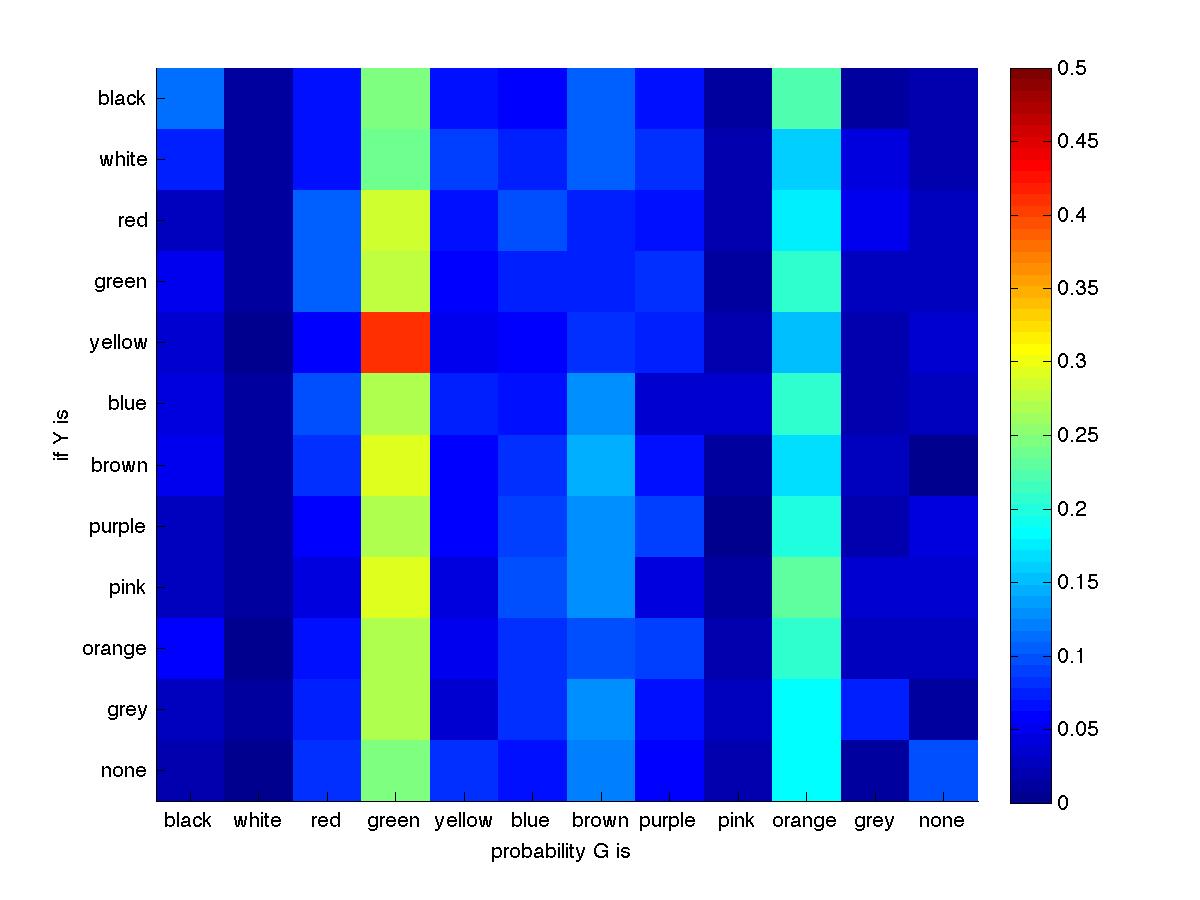 if Y is
black
white
red
green
yellow
blue
brown
purple
pink
orange
grey
none
black white red green yellow blue brown purple pink orange grey none
probability G is
0.5
0.45
0.4
0.35
0.3
0.25
0.2
0.15
0.1
0.05
0